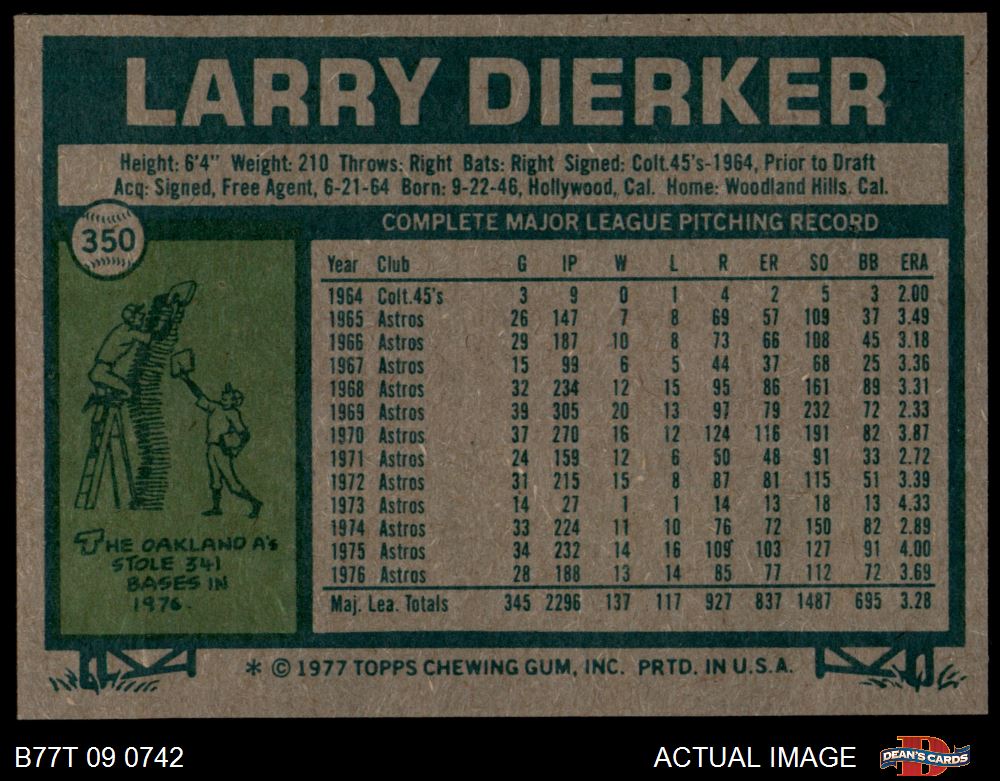 LARRY DIERKER
Height: 6'4" Weight: 210 Throws: Right Bats: Right Signed: Colt.45's-1964, Prior to Draft
Acq: Signed, Free Agent, 6-21-64 Born: 9-22-46, Hollywood, Cal. Home: Woodland Hills, Cal.
350
COMPLETE MAJOR LEAGUE PITCHING RECORD
Year Club G IP W L R ER SO BB ERA
1964 Colt.45's 3 9 0 1 4 2 5 3 2.00
1965 Astros 26 147 7 8 69 57 109 37 3.49
1966 Astros 29 187 10 8 73 66 108 45 3.18
1967 Astros 15 99 6 5 44 37 68 25 3.36
1968 Astros 32 234 12 15 95 86 161 89 3.31
1969 Astros 39 305 20 13 97 79 232 72 2.33
1970 Astros 37 270 16 12 124 116 191 82 3.87
1971 Astros 24 159 12 6 50 48 91 33 2.72
1972 Astros 31 215 15 8 87 81 115 51 3.39
1973 Astros 14 27 1 1 14 13 18 13 4.33
1974 Astros 33 224 11 10 76 72 150 82 2.89
1975 Astros 34 232 14 16 109 103 127 91 4.00
1976 Astros 28 188 13 14 85 77 112 72 3.69
Maj. Lea. Totals 345 2296 137 117 927 837 1487 695 3.28
THE OAKLAND A's
STOLE 341
BASES IN
1976.
* © 1977 TOPPS CHEWING GUM, INC. PRTD. IN U.S.A.
B77T 09 0742
ACTUAL IMAGE
D
DEAN'S CARDS